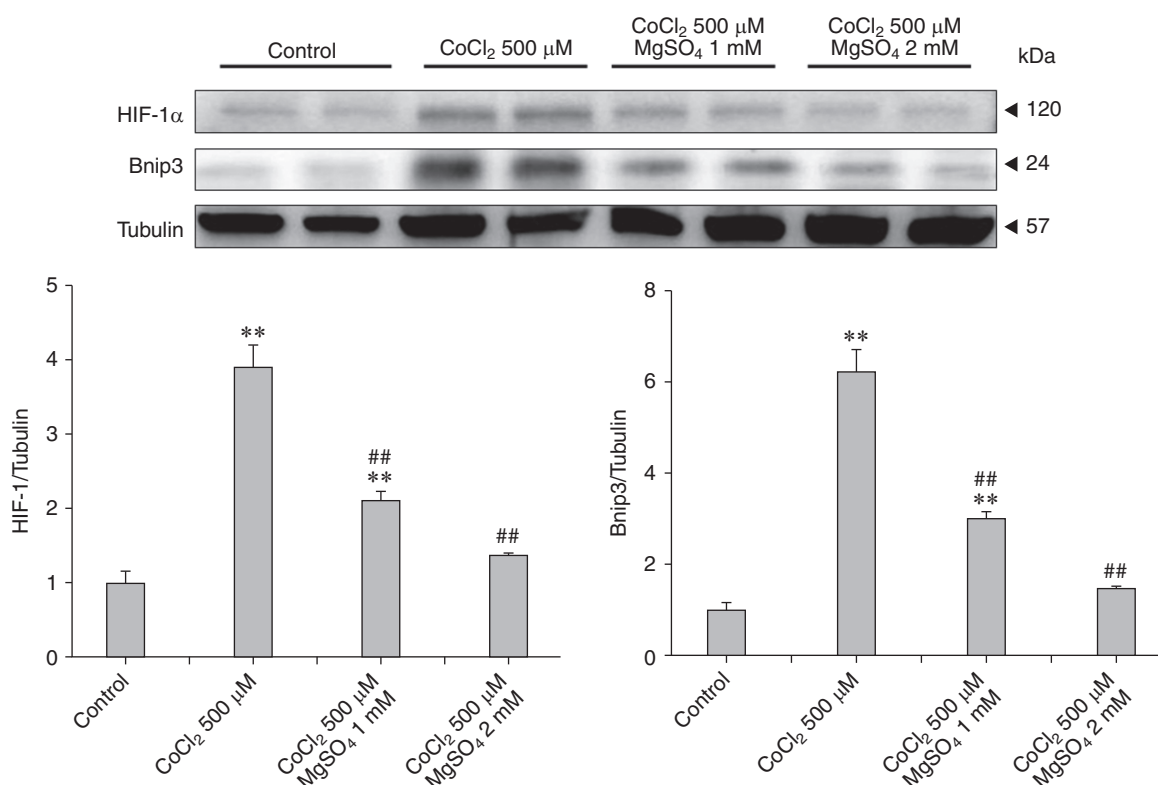 Control
CoCl₂ 500 μM
CoCl₂ 500 μM
MgSO₄ 1 mM
CoCl₂ 500 μM
MgSO₄ 2 mM
kDa
HIF-1α
◄ 120
Bnip3
◄ 24
Tubulin
◄ 57
HIF-1/Tubulin
5
4
3
2
1
0
**
##
**
##
Control
CoCl₂ 500 μM
CoCl₂ 500 μM
MgSO₄ 1 mM
CoCl₂ 500 μM
MgSO₄ 2 mM
Bnip3/Tubulin
8
6
4
2
0
**
##
**
##
Control
CoCl₂ 500 μM
CoCl₂ 500 μM
MgSO₄ 1 mM
CoCl₂ 500 μM
MgSO₄ 2 mM